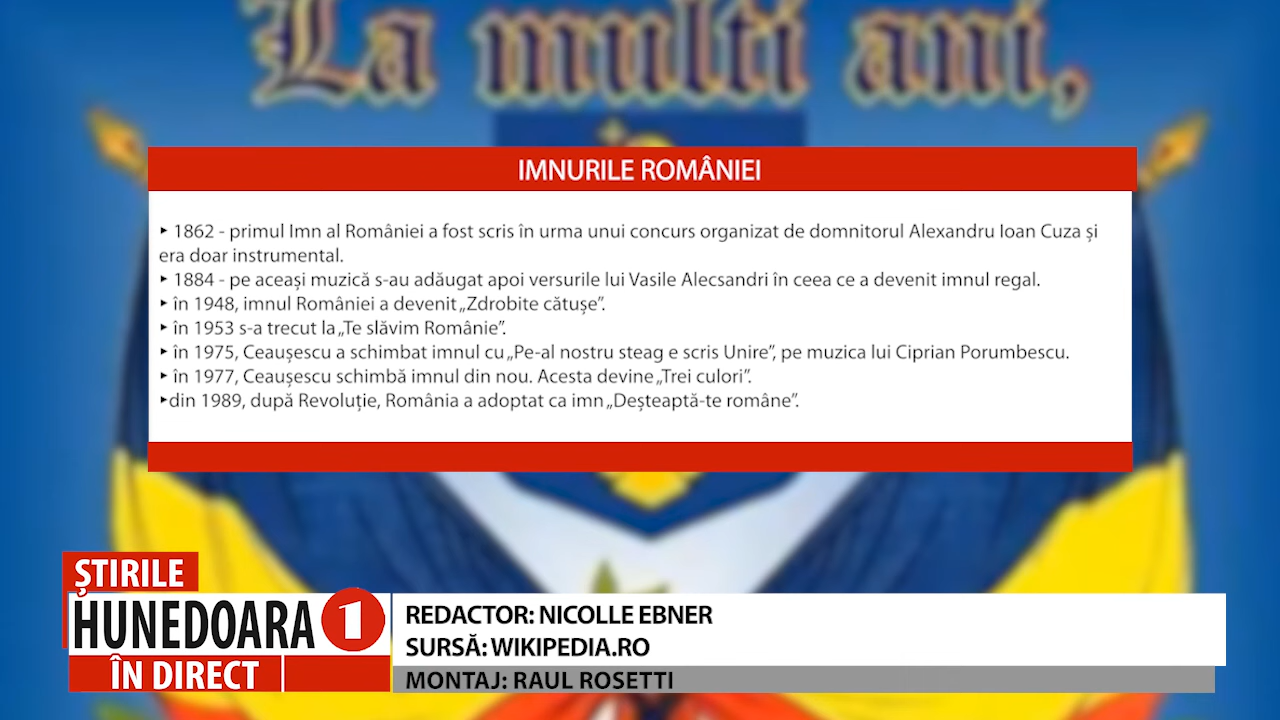 La multi ani,
IMNURILE ROMÂNIEI
‣ 1862 - primul Imn al României a fost scris în urma unui concurs organizat de domnitorul Alexandru Ioan Cuza și
era doar instrumental.
‣ 1884 - pe aceași muzică s-au adăugat apoi versurile lui Vasile Alecsandri în ceea ce a devenit imnul regal.
‣ în 1948, imnul României a devenit „Zdrobite cătușe”.
‣ în 1953 s-a trecut la „Te slăvim Românie”.
‣ în 1975, Ceaușescu a schimbat imnul cu „Pe-al nostru steag e scris Unire”, pe muzica lui Ciprian Porumbescu.
‣ în 1977, Ceaușescu schimbă imnul din nou. Acesta devine „Trei culori”.
‣din 1989, după Revoluție, România a adoptat ca imn „Deșteaptă-te române”.
ȘTIRILE
HUNEDOARA 1
ÎN DIRECT
REDACTOR: NICOLLE EBNER
SURSĂ: WIKIPEDIA.RO
MONTAJ: RAUL ROSETTI